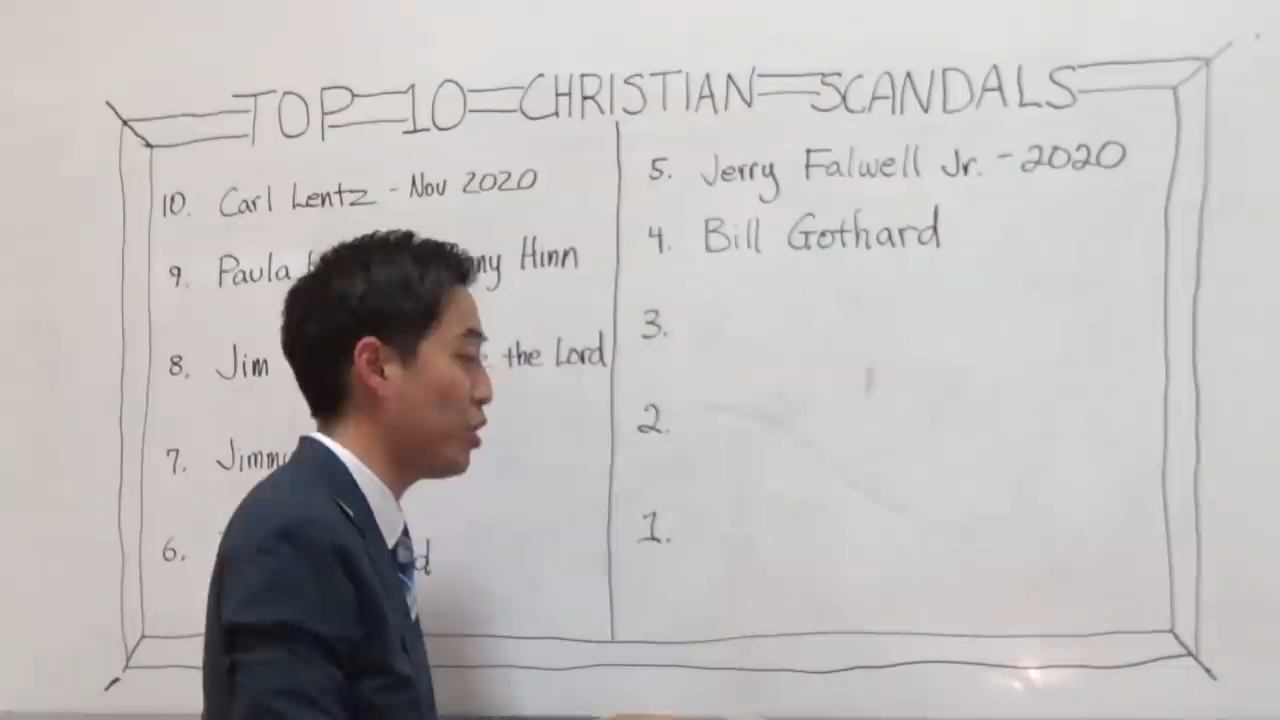 TOP 10 CHRISTIAN SCANDALS
10. Carl Lentz - Nov 2020
9. Paula Hinn
8. Jim the Lord
7.
6.
5. Jerry Falwell Jr. - 2020
4. Bill Gothard
3.
2.
1.